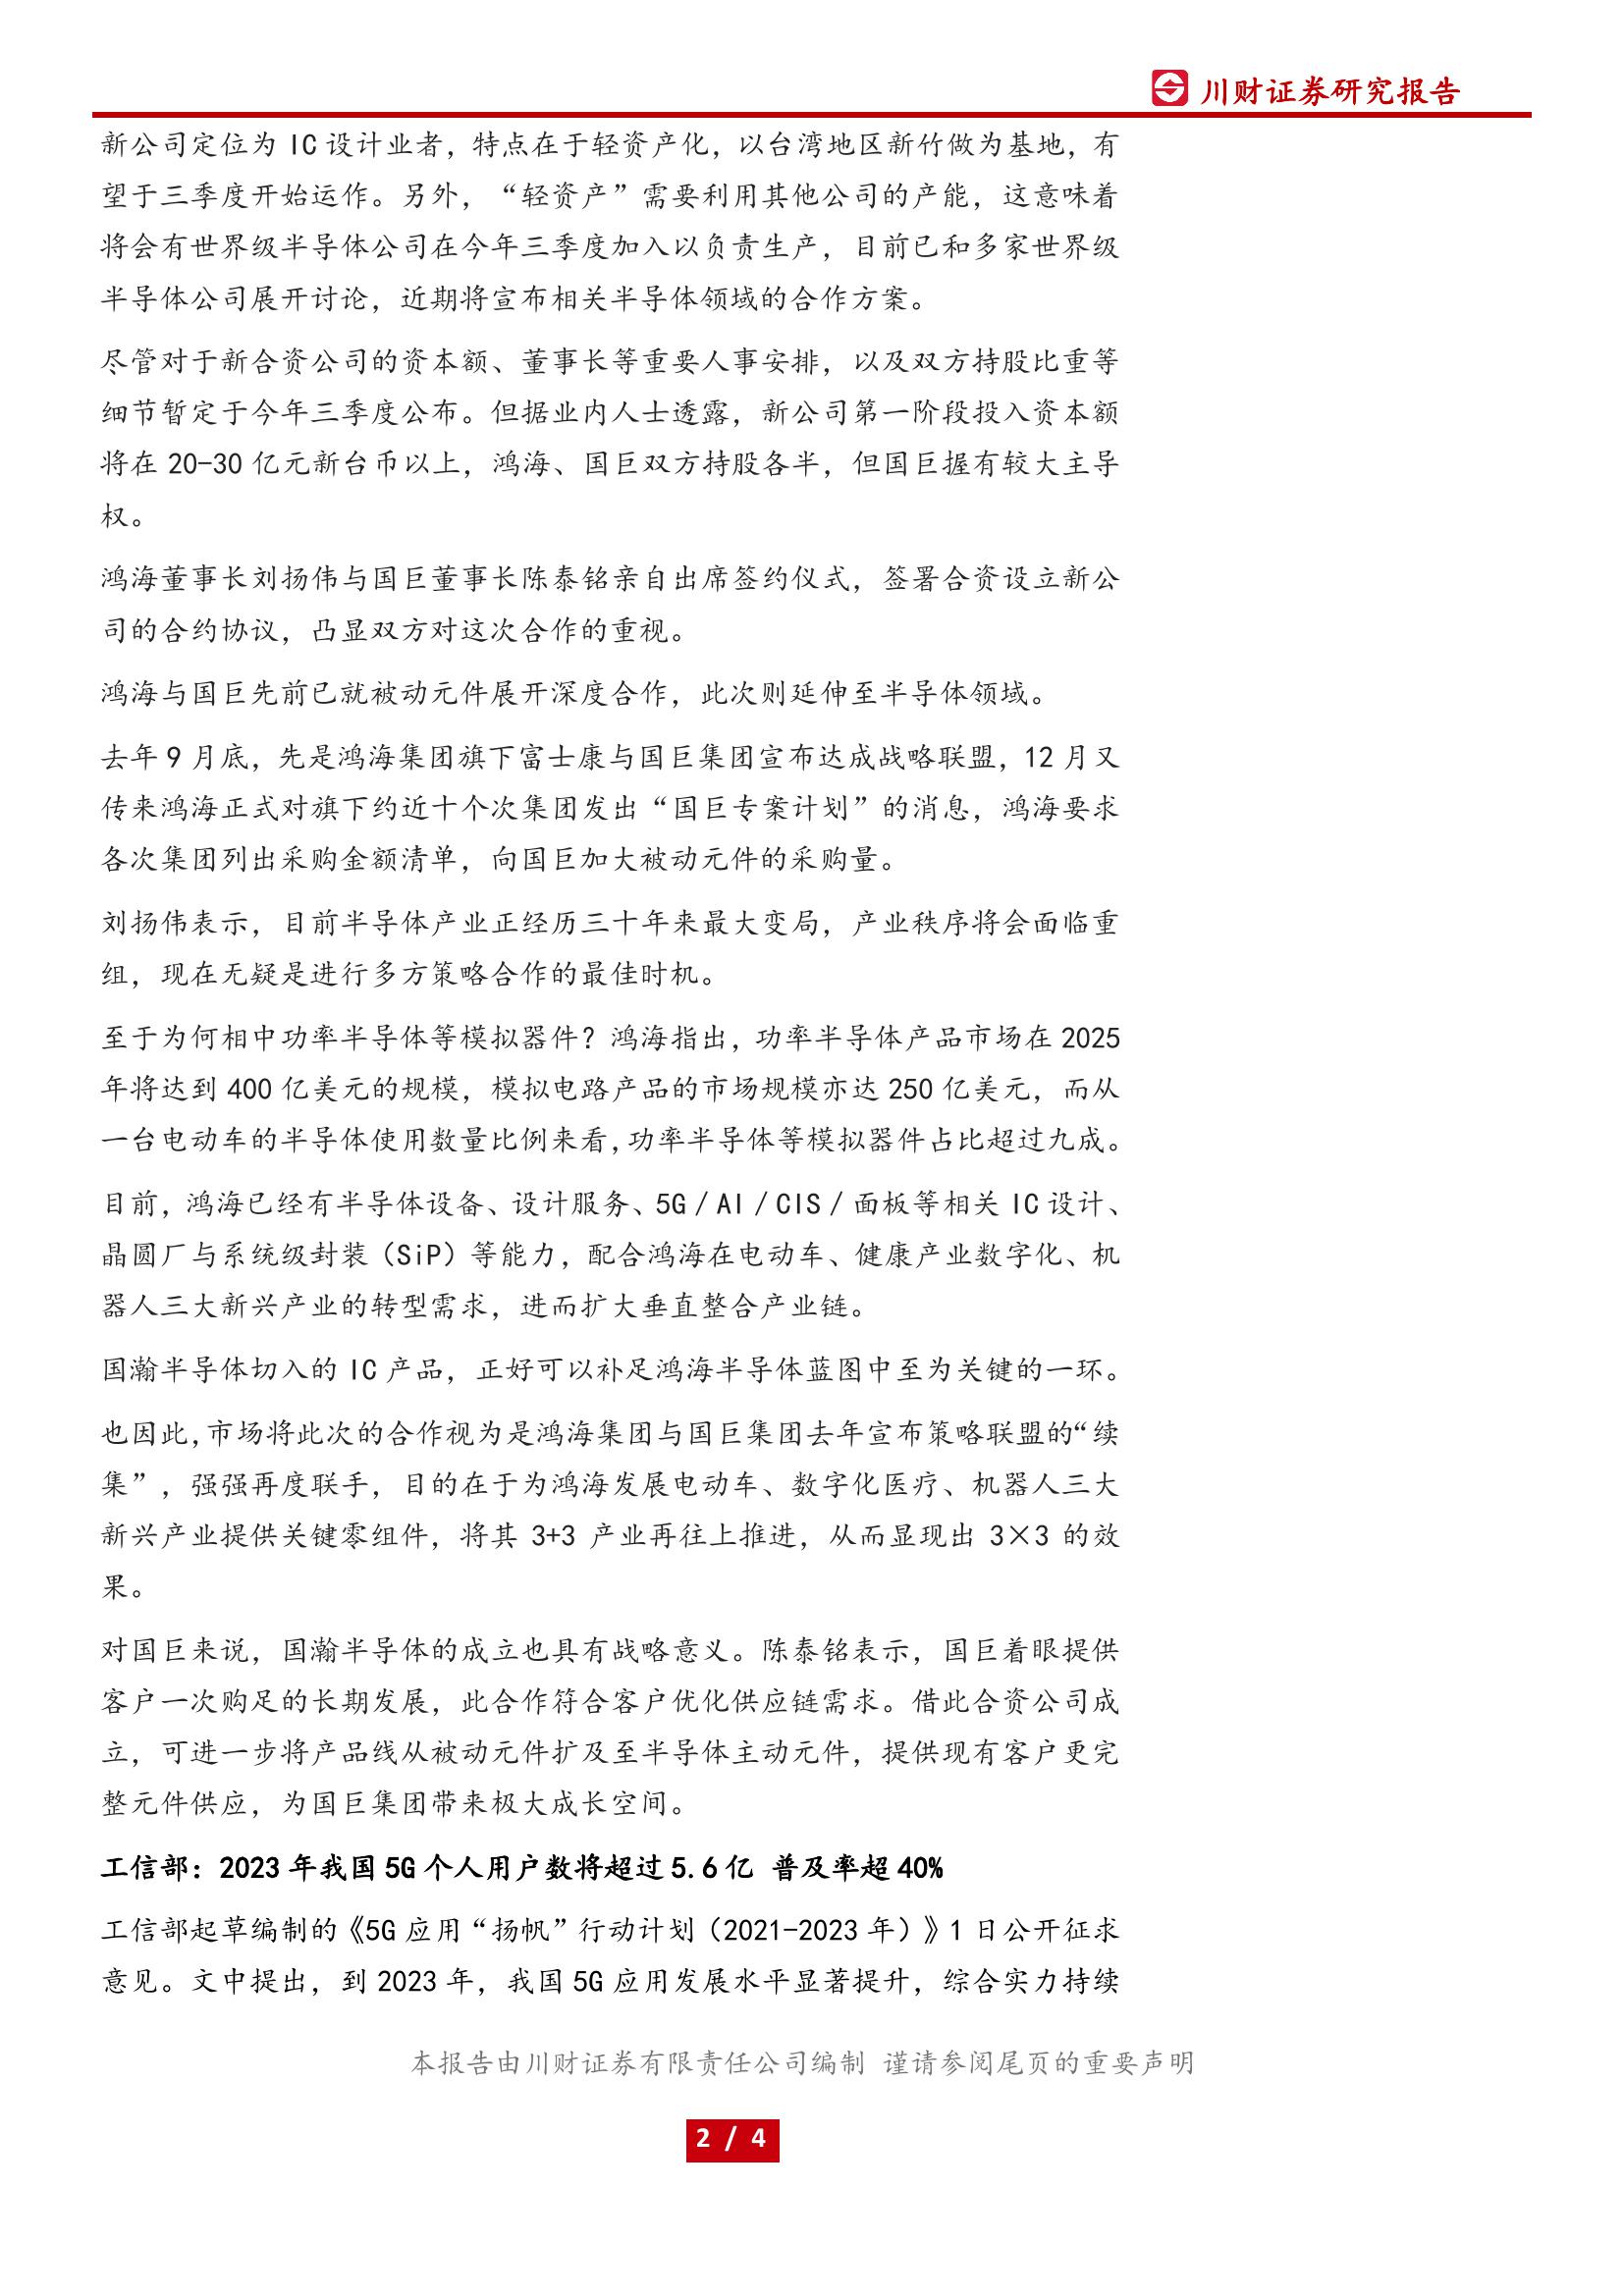 川财证券研究报告
新公司定位为 IC 设计业者，特点在于轻资产化，以台湾地区新竹做为基地，有
望于三季度开始运作。另外，“轻资产”需要利用其他公司的产能，这意味着
将会有世界级半导体公司在今年三季度加入以负责生产，目前已和多家世界级
半导体公司展开讨论，近期将宣布相关半导体领域的合作方案。
尽管对于新合资公司的资本额、董事长等重要人事安排，以及双方持股比重等
细节暂定于今年三季度公布。但据业内人士透露，新公司第一阶段投入资本额
将在 20-30 亿元新台币以上，鸿海、国巨双方持股各半，但国巨握有较大主导
权。
鸿海董事长刘扬伟与国巨董事长陈泰铭亲自出席签约仪式，签署合资设立新公
司的合约协议，凸显双方对这次合作的重视。
鸿海与国巨先前已就被动元件展开深度合作，此次则延伸至半导体领域。
去年 9 月底，先是鸿海集团旗下富士康与国巨集团宣布达成战略联盟，12 月又
传来鸿海正式对旗下约近十个次集团发出“国巨专案计划”的消息，鸿海要求
各次集团列出采购金额清单，向国巨加大被动元件的采购量。
刘扬伟表示，目前半导体产业正经历三十年来最大变局，产业秩序将会面临重
组，现在无疑是进行多方策略合作的最佳时机。
至于为何相中功率半导体等模拟器件？鸿海指出，功率半导体产品市场在 2025
年将达到 400 亿美元的规模，模拟电路产品的市场规模亦达 250 亿美元，而从
一台电动车的半导体使用数量比例来看，功率半导体等模拟器件占比超过九成。
目前，鸿海已经有半导体设备、设计服务、5G／AI／CIS／面板等相关 IC 设计、
晶圆厂与系统级封装（SiP）等能力，配合鸿海在电动车、健康产业数字化、机
器人三大新兴产业的转型需求，进而扩大垂直整合产业链。
国瀚半导体切入的 IC 产品，正好可以补足鸿海半导体蓝图中至为关键的一环。
也因此，市场将此次的合作视为是鸿海集团与国巨集团去年宣布策略联盟的“续
集”，强强再度联手，目的在于为鸿海发展电动车、数字化医疗、机器人三大
新兴产业提供关键零组件，将其 3+3 产业再往上推进，从而显现出 3×3 的效
果。
对国巨来说，国瀚半导体的成立也具有战略意义。陈泰铭表示，国巨着眼提供
客户一次购足的长期发展，此合作符合客户优化供应链需求。借此合资公司成
立，可进一步将产品线从被动元件扩及至半导体主动元件，提供现有客户更完
整元件供应，为国巨集团带来极大成长空间。
工信部：2023 年我国 5G 个人用户数将超过 5.6 亿 普及率超 40%
工信部起草编制的《5G 应用“扬帆”行动计划（2021-2023 年）》1 日公开征求
意见。文中提出，到 2023 年，我国 5G 应用发展水平显著提升，综合实力持续
本报告由川财证券有限责任公司编制 谨请参阅尾页的重要声明
2 / 4